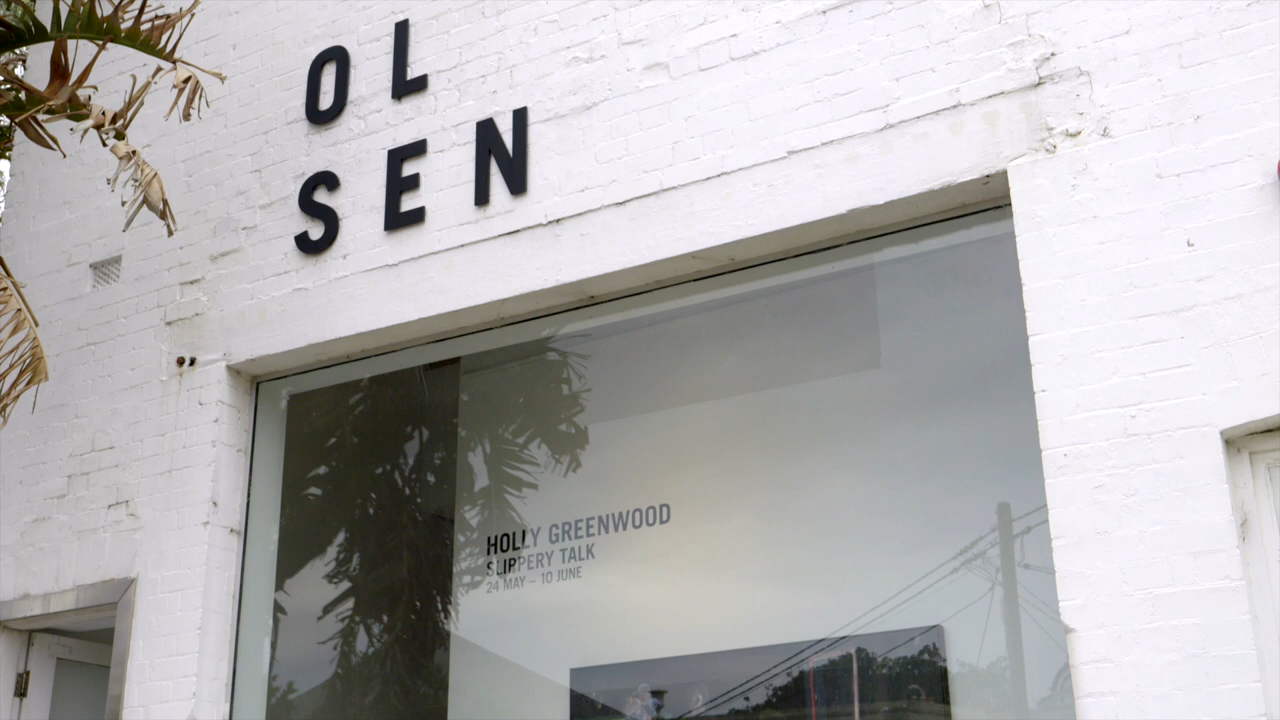 OL
SEN
HOLLY GREENWOOD
SLIPPERY TALK
24 MAY – 10 JUNE